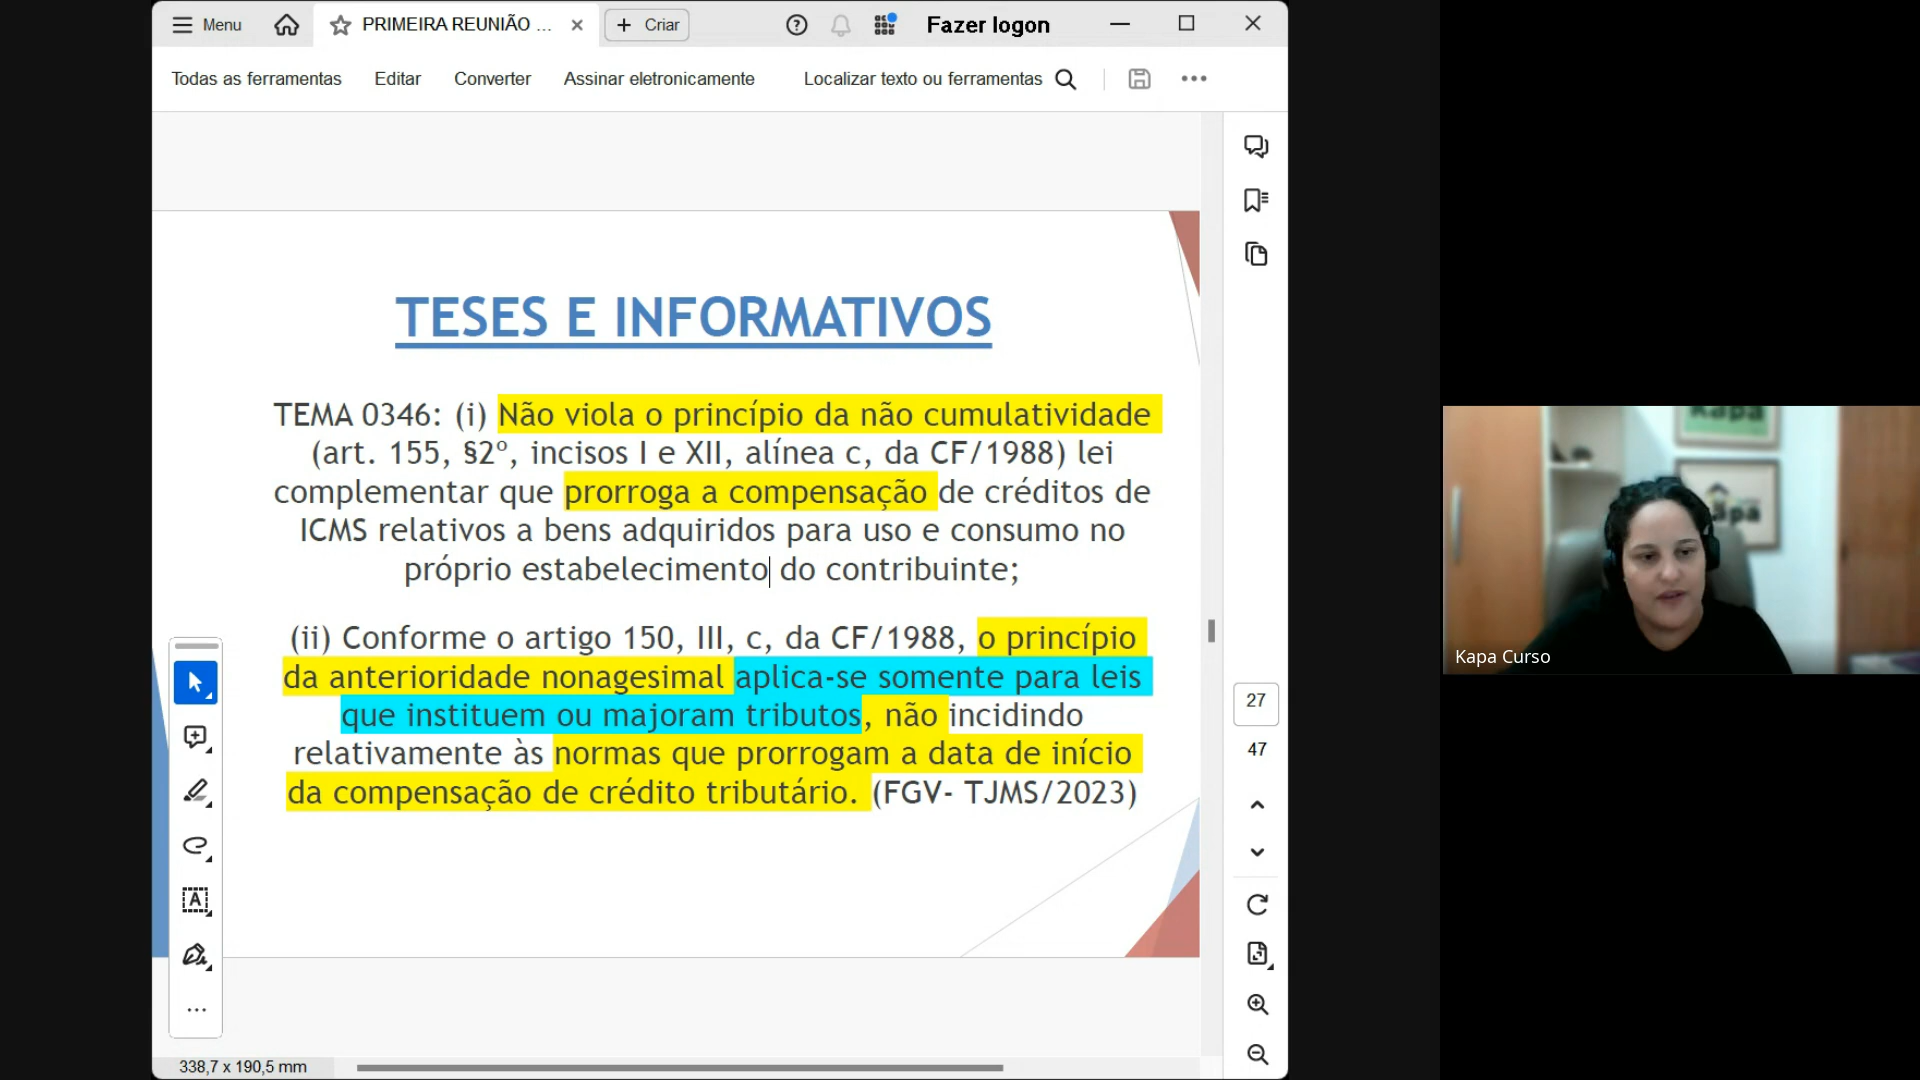 Menu
PRIMEIRA REUNIÃO ...
Criar
Fazer logon
Todas as ferramentas
Editar
Converter
Assinar eletronicamente
Localizar texto ou ferramentas
TESES E INFORMATIVOS
TEMA 0346: (i) Não viola o princípio da não cumulatividade
(art. 155, §2º, incisos I e XII, alínea c, da CF/1988) lei
complementar que prorroga a compensação de créditos de
ICMS relativos a bens adquiridos para uso e consumo no
próprio estabelecimento do contribuinte;
(ii) Conforme o artigo 150, III, c, da CF/1988, o princípio
da anterioridade nonagesimal aplica-se somente para leis
que instituem ou majoram tributos, não incidindo
relativamente às normas que prorrogam a data de início
da compensação de crédito tributário. (FGV- TJMS/2023)
27
47
338,7 x 190,5 mm
Kapa
Kapa
Kapa Curso